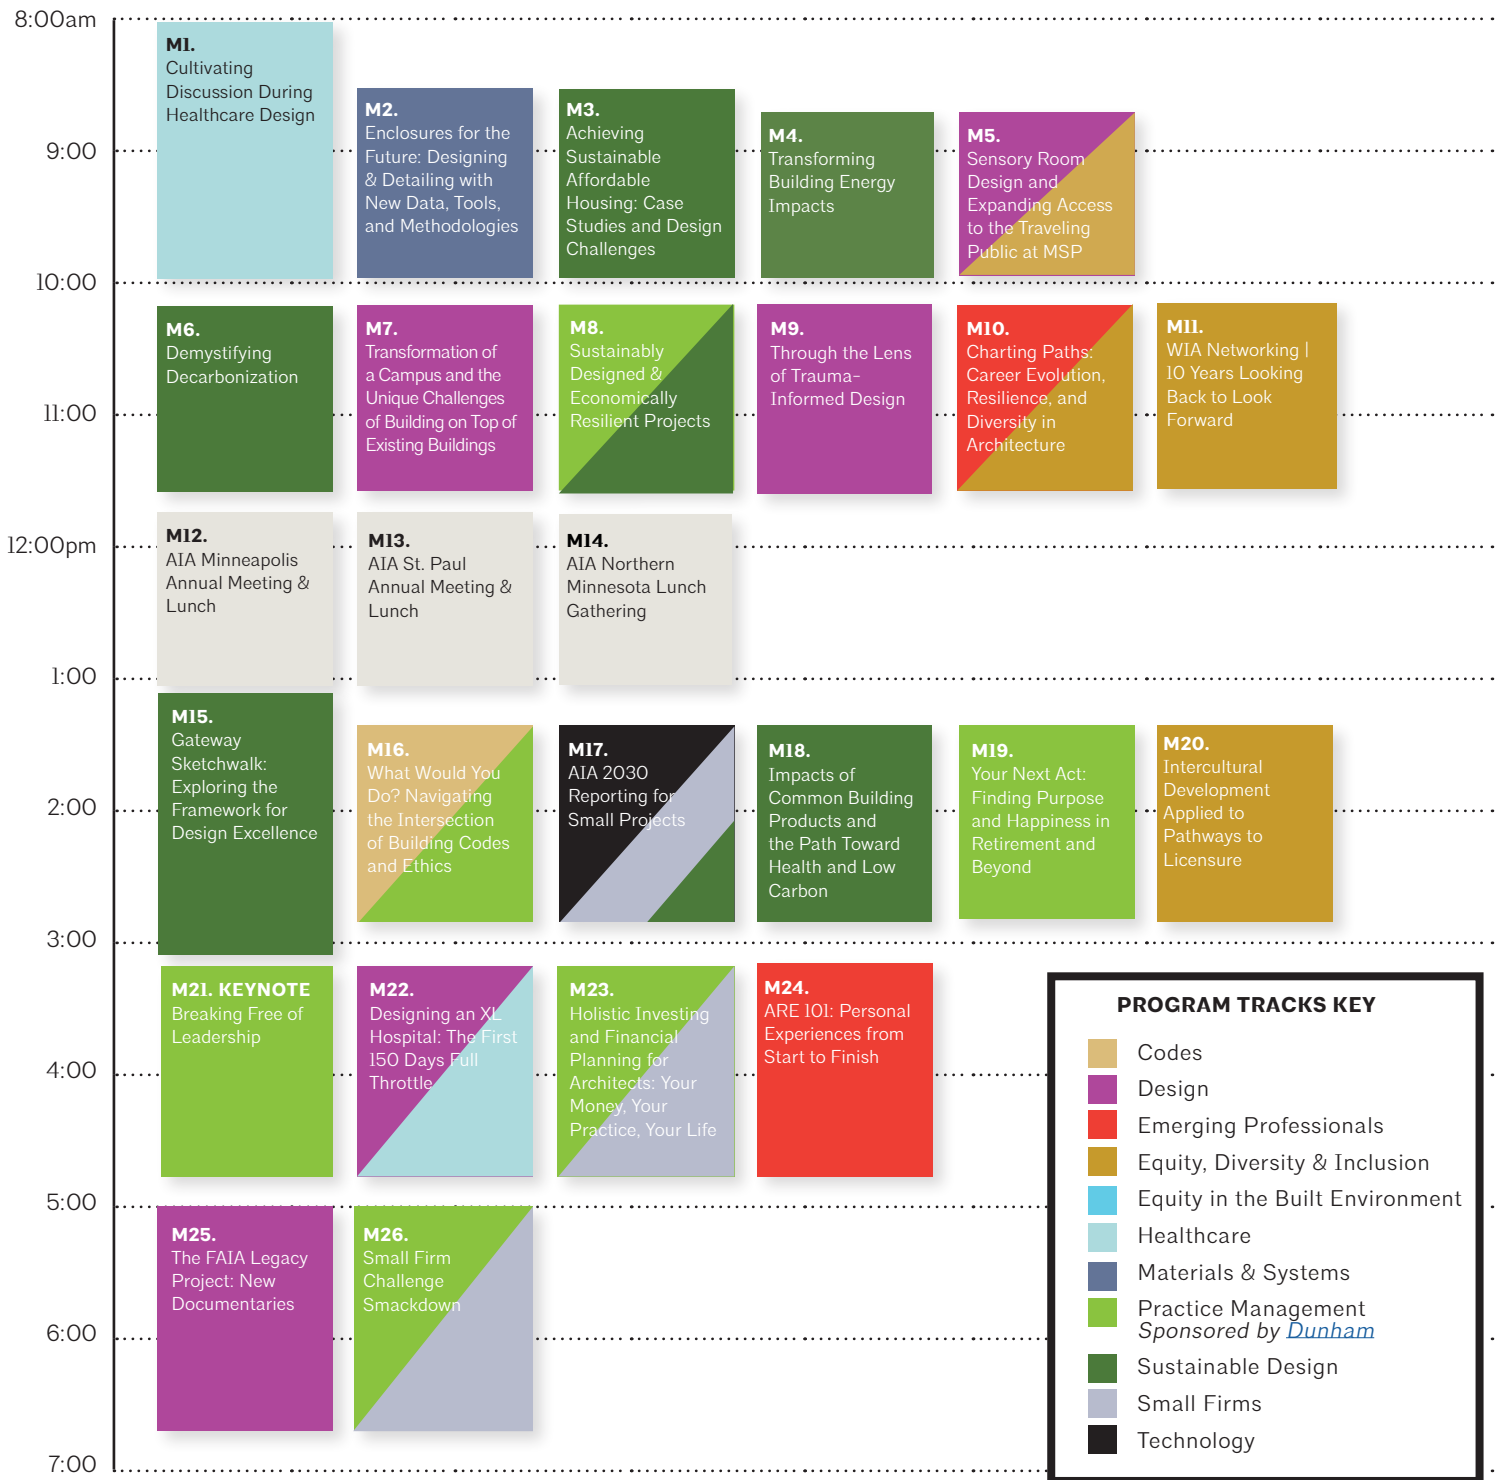 8:00am
M1.
Cultivating
Discussion During
Healthcare Design
M2.
Enclosures for the
Future: Designing
& Detailing with
New Data, Tools,
and Methodologies
M3.
Achieving
Sustainable
Affordable
Housing: Case
Studies and Design
Challenges
M4.
Transforming
Building Energy
Impacts
M5.
Sensory Room
Design and
Expanding Access
to the Traveling
Public at MSP
9:00
10:00
M6.
Demystifying
Decarbonization
M7.
Transformation of
a Campus and the
Unique Challenges
of Building on Top of
Existing Buildings
M8.
Sustainably
Designed &
Economically
Resilient Projects
M9.
Through the Lens
of Trauma-
Informed Design
M10.
Charting Paths:
Career Evolution,
Resilience, and
Diversity in
Architecture
M11.
WIA Networking |
10 Years Looking
Back to Look
Forward
11:00
12:00pm
M12.
AIA Minneapolis
Annual Meeting &
Lunch
M13.
AIA St. Paul
Annual Meeting &
Lunch
M14.
AIA Northern
Minnesota Lunch
Gathering
1:00
M15.
Gateway
Sketchwalk:
Exploring the
Framework for
Design Excellence
M16.
What Would You
Do? Navigating
the Intersection
of Building Codes
and Ethics
M17.
AIA 2030
Reporting for
Small Projects
M18.
Impacts of
Common Building
Products and
the Path Toward
Health and Low
Carbon
M19.
Your Next Act:
Finding Purpose
and Happiness in
Retirement and
Beyond
M20.
Intercultural
Development
Applied to
Pathways to
Licensure
2:00
3:00
M21. KEYNOTE
Breaking Free of
Leadership
M22.
Designing an XL
Hospital: The First
150 Days Full
Throttle
M23.
Holistic Investing
and Financial
Planning for
Architects: Your
Money, Your
Practice, Your Life
M24.
ARE 101: Personal
Experiences from
Start to Finish
4:00
5:00
M25.
The FAIA Legacy
Project: New
Documentaries
M26.
Small Firm
Challenge
Smackdown
6:00
7:00
PROGRAM TRACKS KEY
Codes
Design
Emerging Professionals
Equity, Diversity & Inclusion
Equity in the Built Environment
Healthcare
Materials & Systems
Practice Management
Sponsored by Dunham
Sustainable Design
Small Firms
Technology